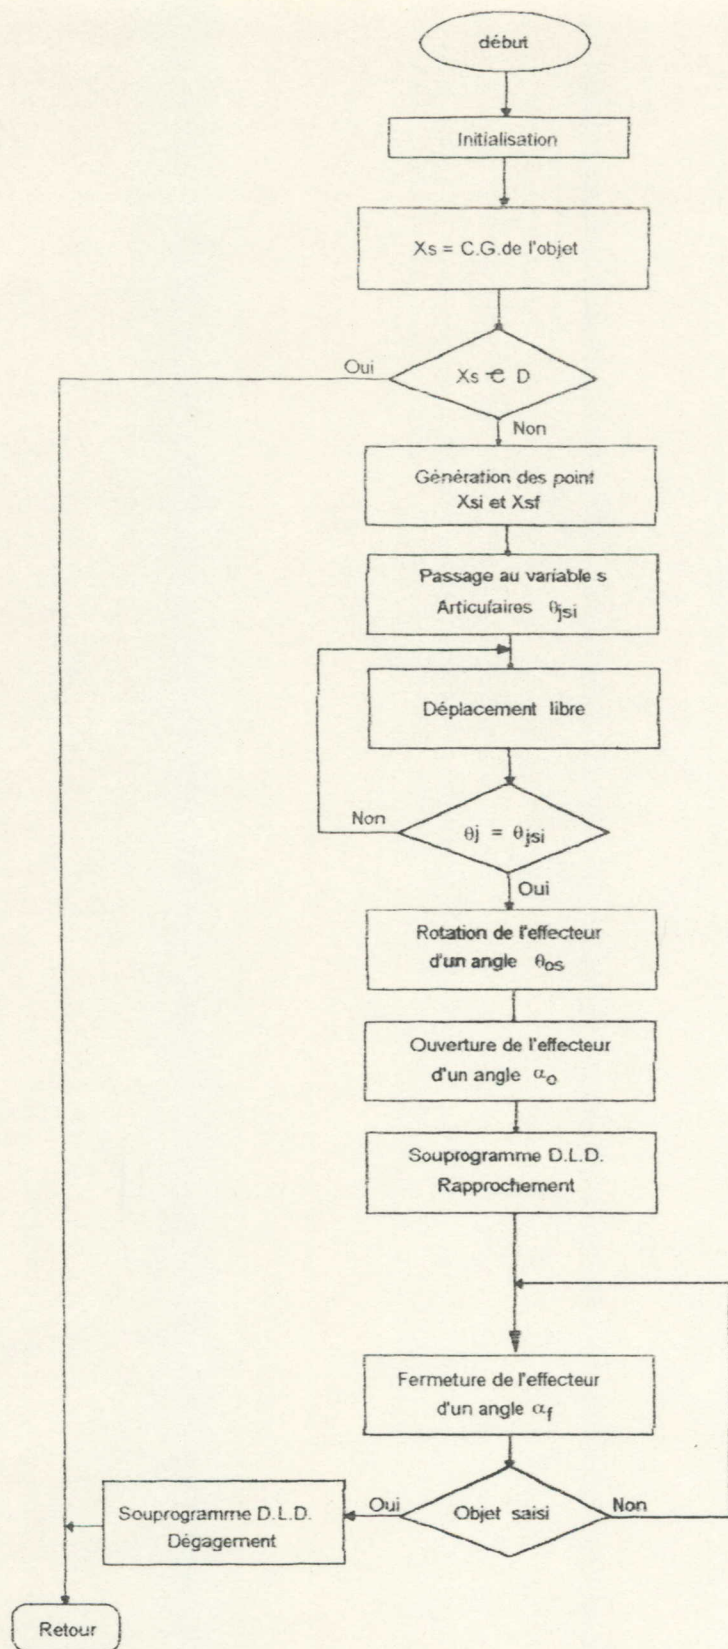 début
Initialisation
Xs = C.G.de l'objet
Oui
Xs ∈ D
Non
Génération des point
Xsi et Xsf
Passage au variable s
Articulaires θjsi
Déplacement libre
Non
θj = θjsi
Oui
Rotation de l'effecteur
d'un angle θos
Ouverture de l'effecteur
d'un angle αo
Souprogramme D.L.D.
Rapprochement
Fermeture de l'effecteur
d'un angle αf
Souprogramme D.L.D.
Dégagement
Oui
Objet saisi
Non
Retour